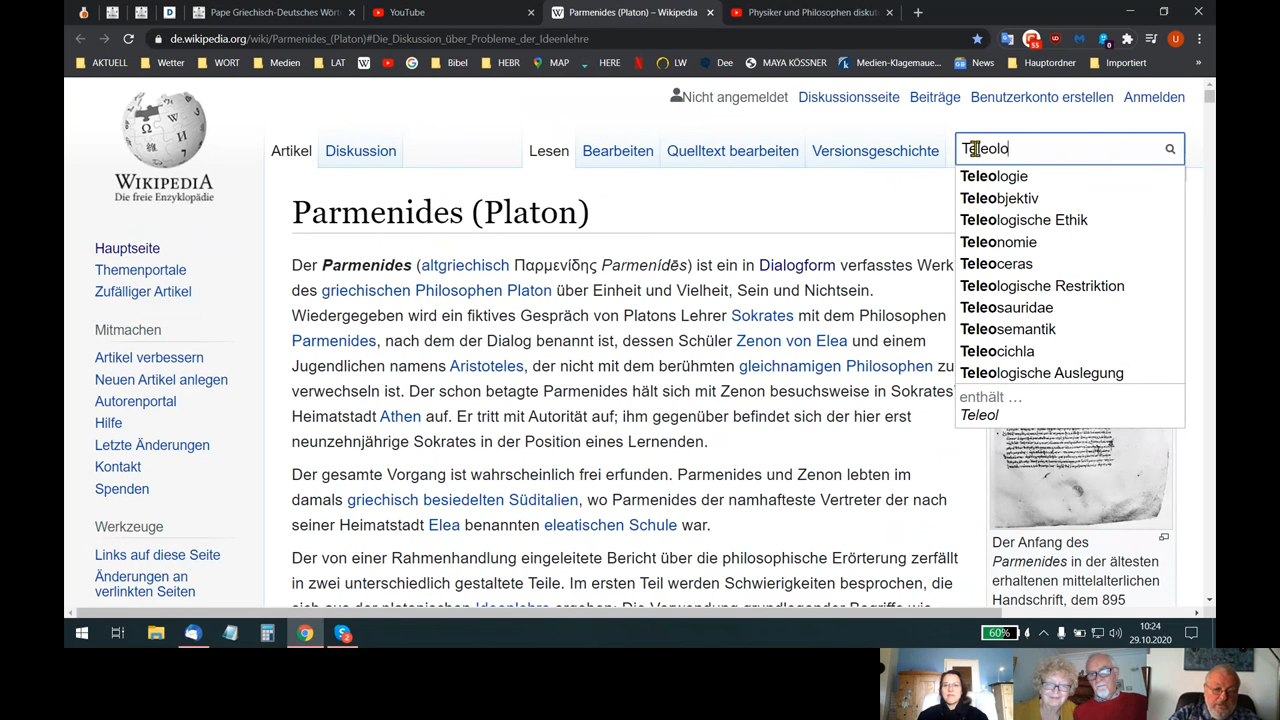 Pape Griechisch-Deutsches Wört
YouTube
Parmenides (Platon) – Wikipedia
Physiker und Philosophen diskut
de.wikipedia.org/wiki/Parmenides_(Platon)#Die_Diskussion_über_Probleme_der_Ideenlehre
AKTUELL
Wetter
WORT
Medien
LAT
Bibel
HEBR
MAP
HERE
LW
Dee
MAYA KÖSSNER
Medien-Klagemaue...
News
Hauptordner
Importiert
Nicht angemeldet
Diskussionsseite
Beiträge
Benutzerkonto erstellen
Anmelden
Artikel
Diskussion
Lesen
Bearbeiten
Quelltext bearbeiten
Versionsgeschichte
Teleolo
Teleologie
Teleobjektiv
Teleologische Ethik
Teleonomie
Teleoceras
Teleologische Restriktion
Teleosauridae
Teleosemantik
Teleocichla
Teleologische Auslegung
enthält …
Teleol
WIKIPEDIA
Die freie Enzyklopädie
Hauptseite
Themenportale
Zufälliger Artikel
Mitmachen
Artikel verbessern
Neuen Artikel anlegen
Autorenportal
Hilfe
Letzte Änderungen
Kontakt
Spenden
Werkzeuge
Links auf diese Seite
Änderungen an
verlinkten Seiten
Parmenides (Platon)
Der Parmenides (altgriechisch Παρμενίδης Parmenídēs) ist ein in Dialogform verfasstes Werk
des griechischen Philosophen Platon über Einheit und Vielheit, Sein und Nichtsein.
Wiedergegeben wird ein fiktives Gespräch von Platons Lehrer Sokrates mit dem Philosophen
Parmenides, nach dem der Dialog benannt ist, dessen Schüler Zenon von Elea und einem
Jugendlichen namens Aristoteles, der nicht mit dem berühmten gleichnamigen Philosophen zu
verwechseln ist. Der schon betagte Parmenides hält sich mit Zenon besuchsweise in Sokrates
Heimatstadt Athen auf. Er tritt mit Autorität auf; ihm gegenüber befindet sich der hier erst
neunzehnjährige Sokrates in der Position eines Lernenden.
Der gesamte Vorgang ist wahrscheinlich frei erfunden. Parmenides und Zenon lebten im
damals griechisch besiedelten Süditalien, wo Parmenides der namhafteste Vertreter der nach
seiner Heimatstadt Elea benannten eleatischen Schule war.
Der von einer Rahmenhandlung eingeleitete Bericht über die philosophische Erörterung zerfällt
in zwei unterschiedlich gestaltete Teile. Im ersten Teil werden Schwierigkeiten besprochen, die
Der Anfang des
Parmenides in der ältesten
erhaltenen mittelalterlichen
Handschrift, dem 895
60%
10:24
29.10.2020